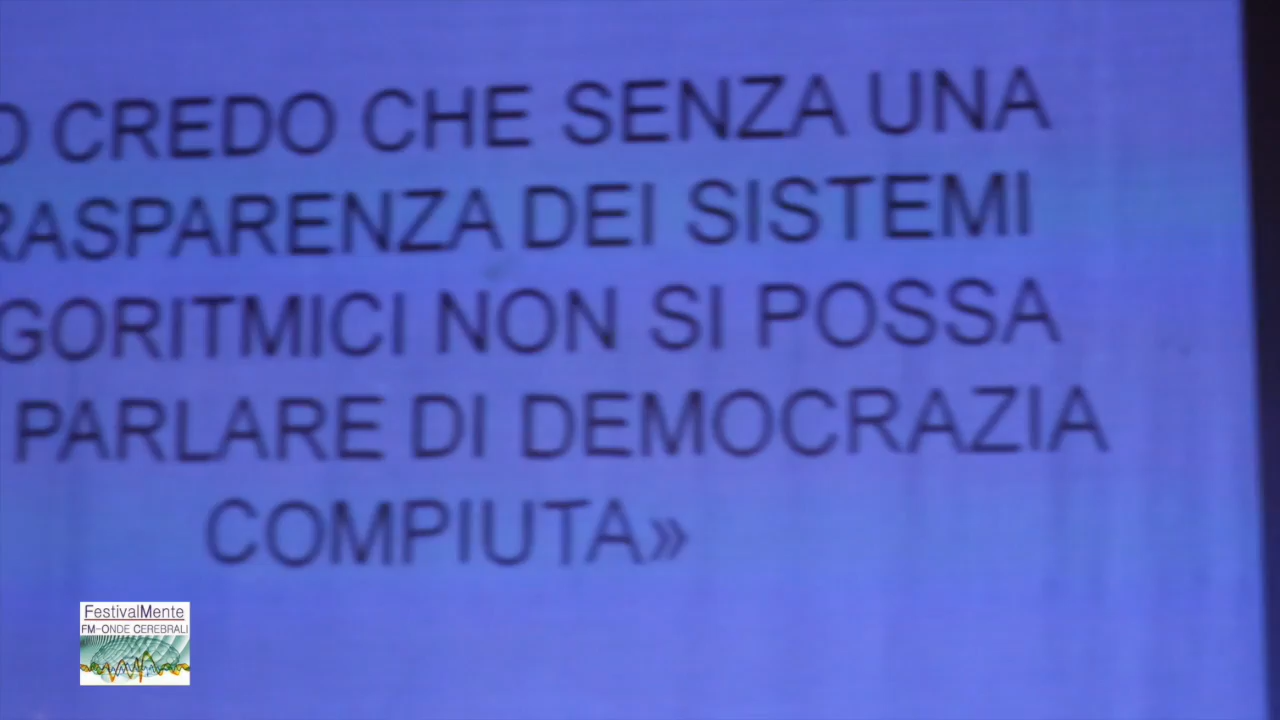 O CREDO CHE SENZA UNA
RASPARENZA DEI SISTEMI
GORITMICI NON SI POSSA
PARLARE DI DEMOCRAZIA
COMPIUTA»
FestivalMente
FM-ONDE CEREBRALI